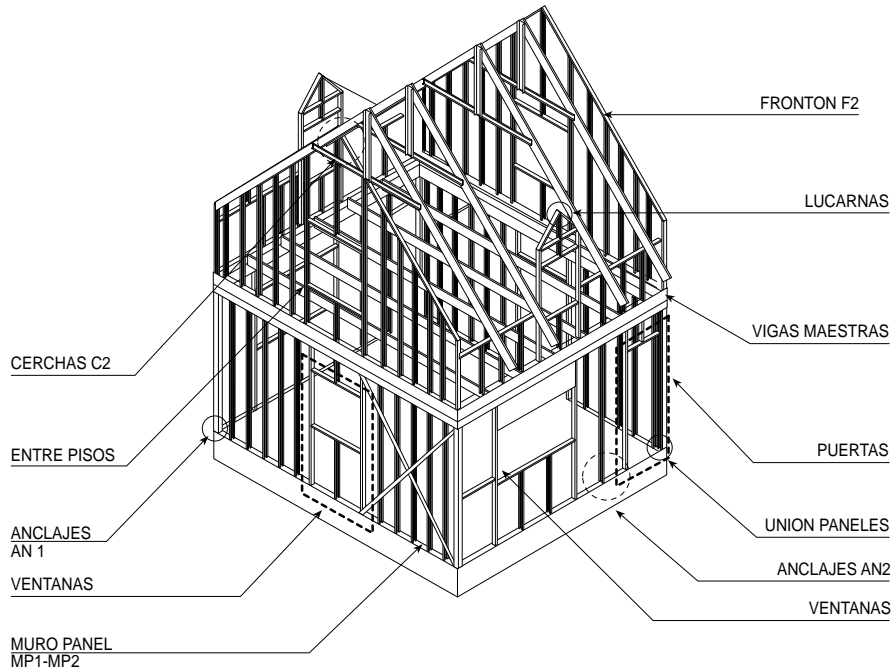 FRONTON F2
LUCARNAS
VIGAS MAESTRAS
CERCHAS C2
ENTRE PISOS
PUERTAS
ANCLAJES
AN 1
UNION PANELES
VENTANAS
ANCLAJES AN2
VENTANAS
MURO PANEL
MP1-MP2